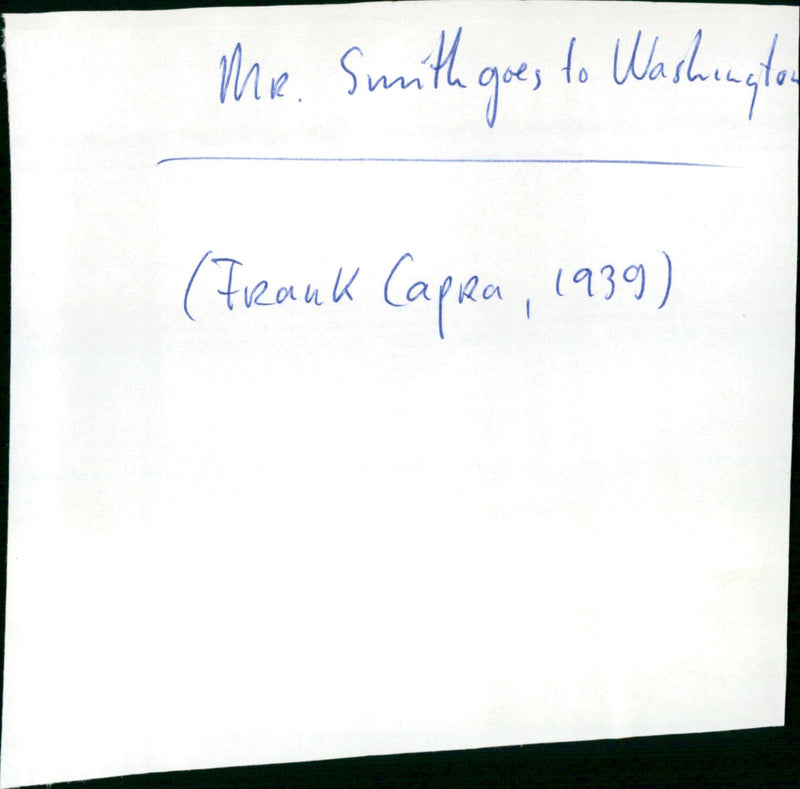 Mr. Smith goes to Washington
(Frank Capra, 1939)